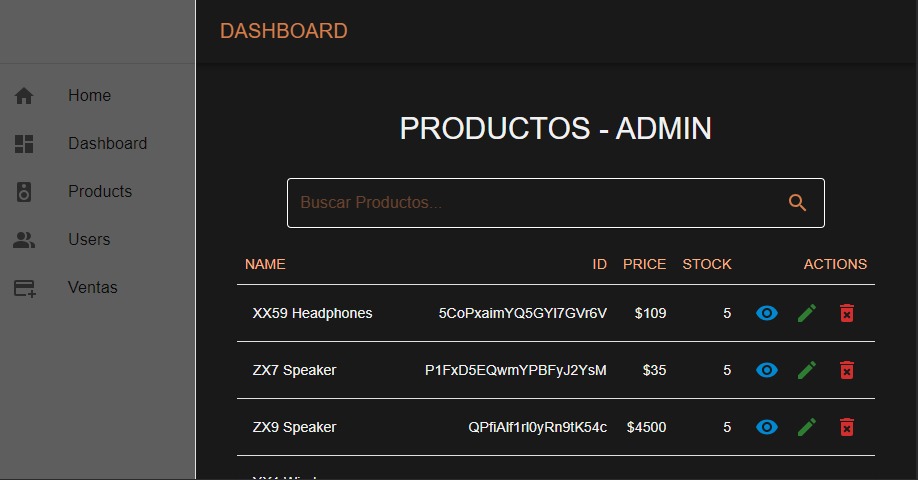 DASHBOARD
Home
Dashboard
Products
Users
Ventas
PRODUCTOS - ADMIN
Buscar Productos...
NAME ID PRICE STOCK ACTIONS
XX59 Headphones 5CoPxaimYQ5GYI7GVr6V $109 5
ZX7 Speaker P1FxD5EQwmYPBFyJ2YsM $35 5
ZX9 Speaker QPfiAlf1rl0yRn9tK54c $4500 5